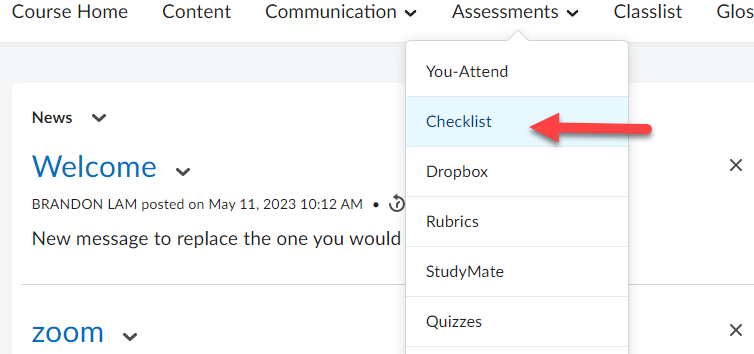 Course Home Content Communication Assessments Classlist Glos
You-Attend
Checklist
Dropbox
Rubrics
StudyMate
Quizzes
News
Welcome
BRANDON LAM posted on May 11, 2023 10:12 AM •
New message to replace the one you would
zoom